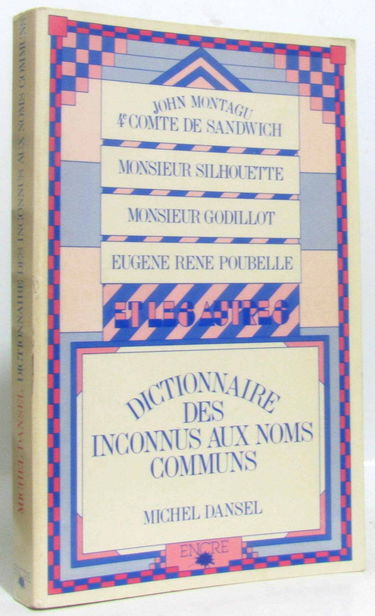 MICHEL DANSEL DICTIONNAIRE DES INCONNUS AUX NOMS COMMUNS
JOHN MONTAGU
4e COMTE DE SANDWICH
MONSIEUR SILHOUETTE
MONSIEUR GODILLOT
EUGENE RENE POUBELLE
ET LES AUTRES
DICTIONNAIRE
DES
INCONNUS AUX NOMS
COMMUNS
MICHEL DANSEL
ENCRE